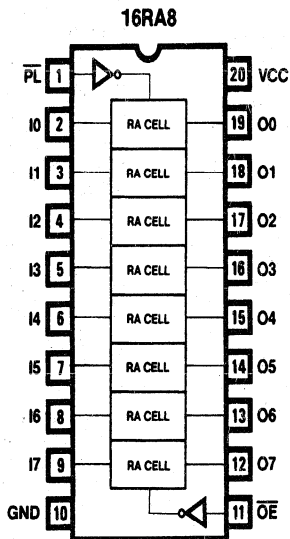 16RA8
P̅L̅ 1 20 VCC
I0 2 RA CELL 19 O0
I1 3 RA CELL 18 O1
I2 4 RA CELL 17 O2
I3 5 RA CELL 16 O3
I4 6 RA CELL 15 O4
I5 7 RA CELL 14 O5
I6 8 RA CELL 13 O6
I7 9 RA CELL 12 O7
GND 10 11 O̅E̅